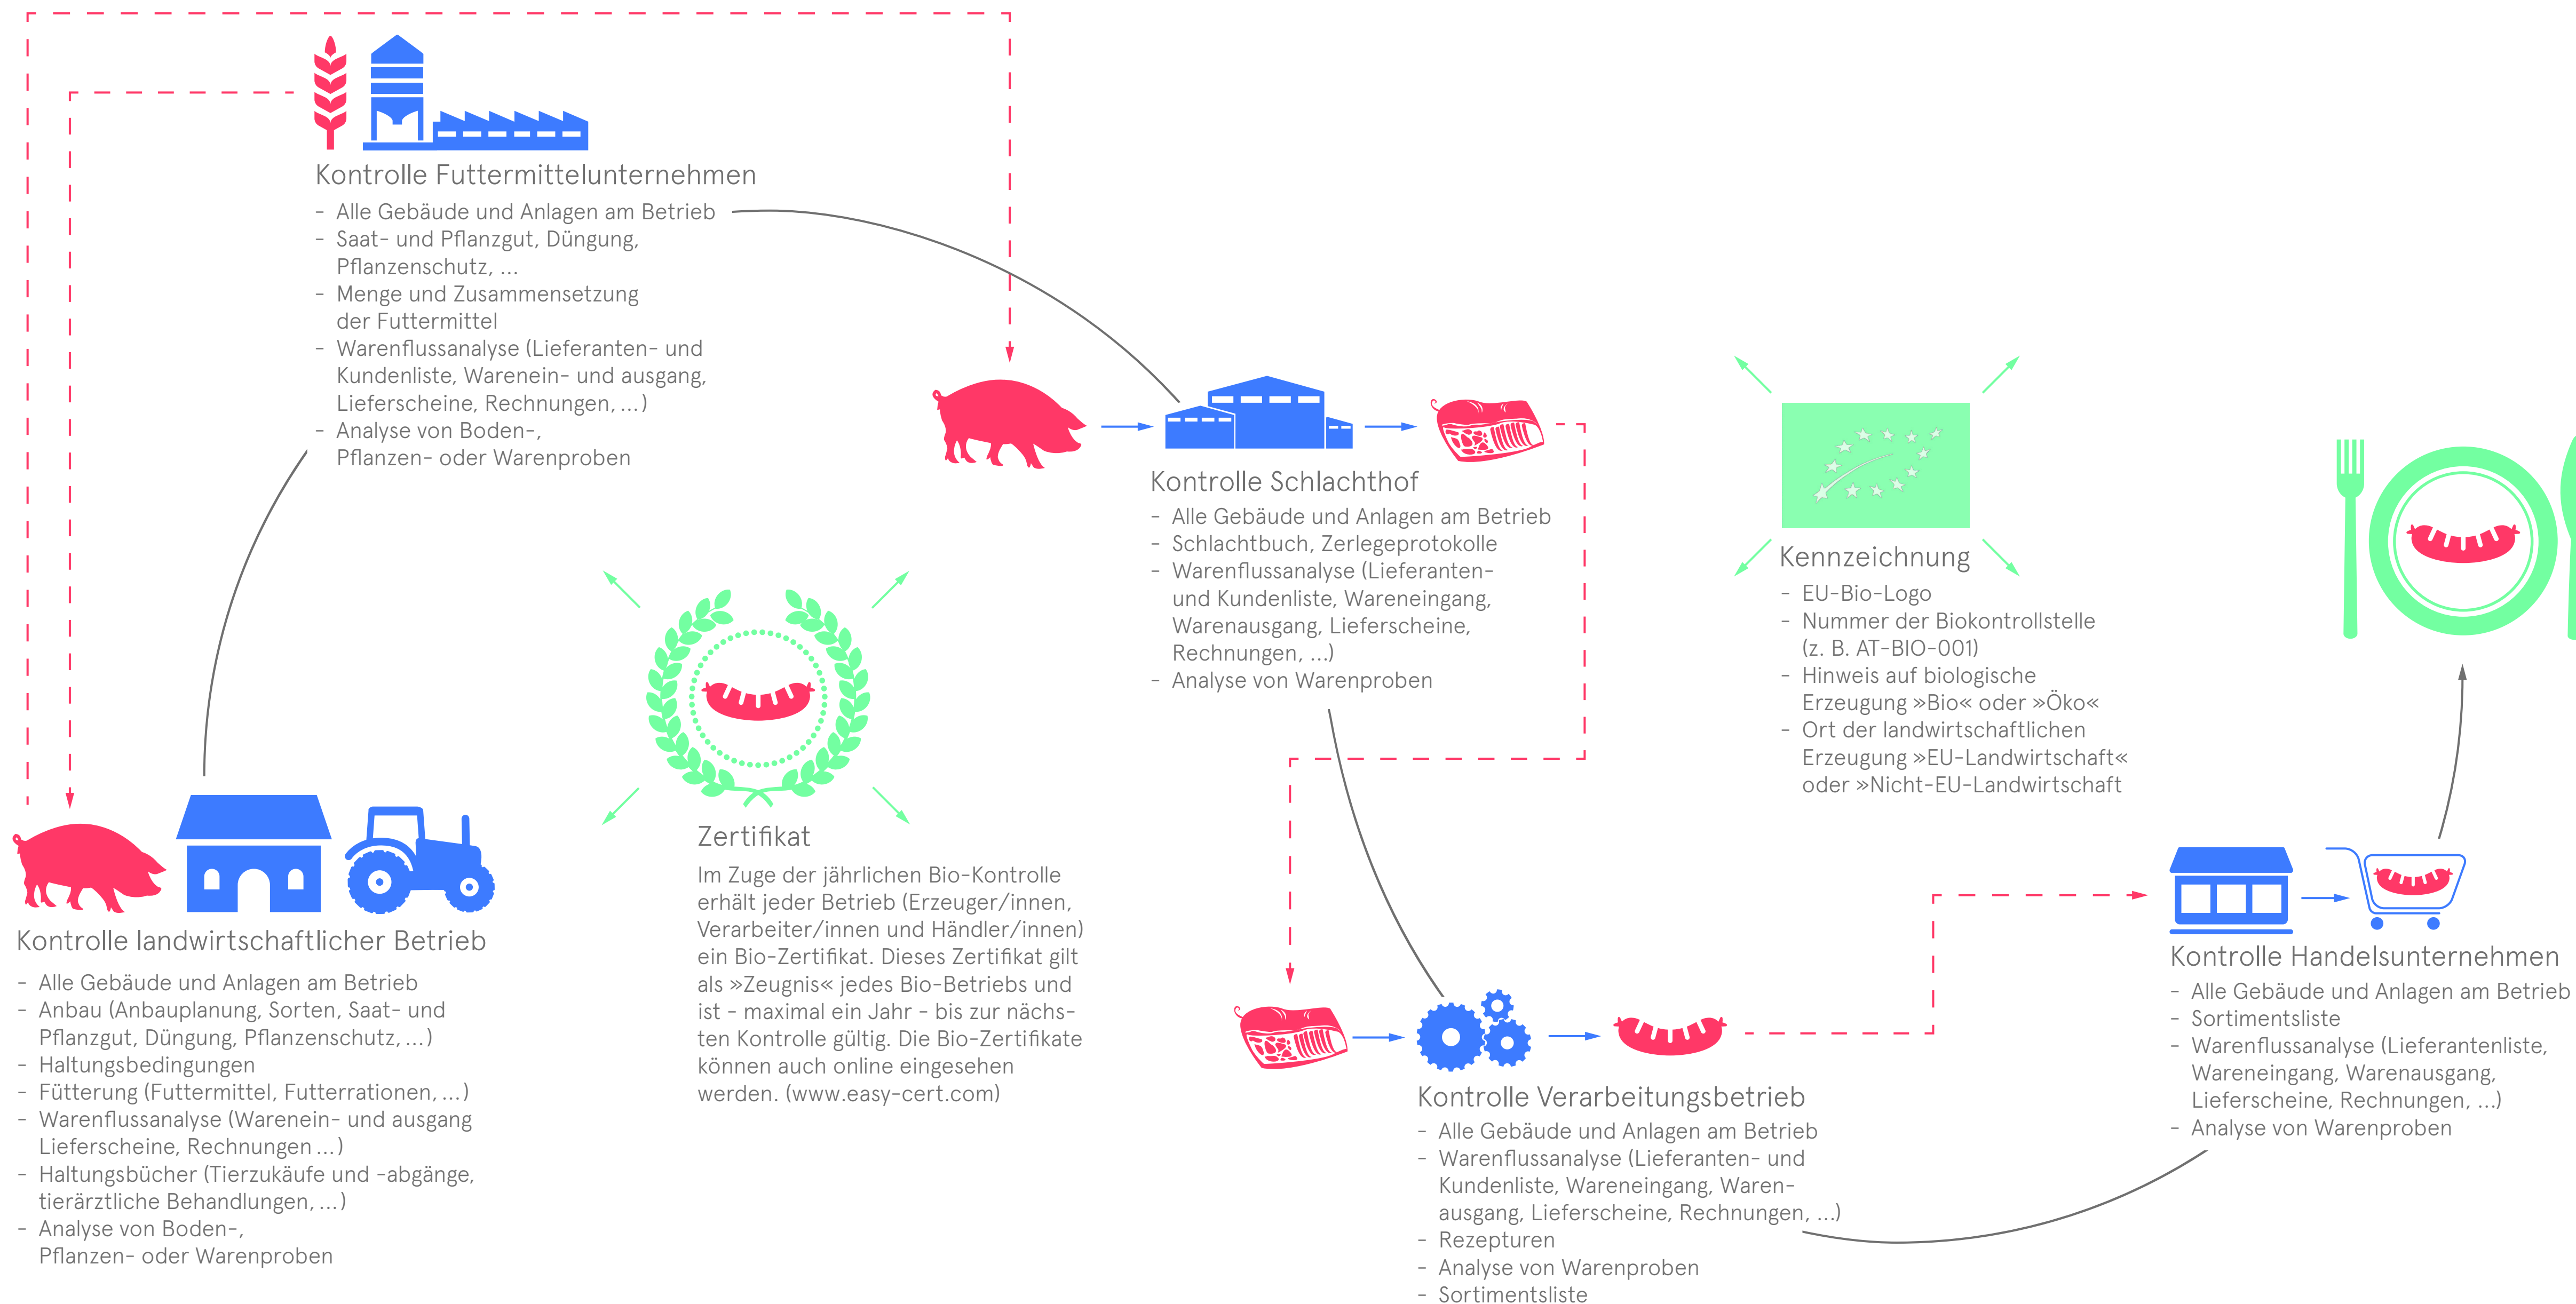 Kontrolle Futtermittelunternehmen
- Alle Gebäude und Anlagen am Betrieb
- Saat- und Pflanzgut, Düngung,
Pflanzenschutz, ...
- Menge und Zusammensetzung
der Futtermittel
- Warenflussanalyse (Lieferanten- und
Kundenliste, Warenein- und ausgang,
Lieferscheine, Rechnungen, ...)
- Analyse von Boden-,
Pflanzen- oder Warenproben
Kontrolle landwirtschaftlicher Betrieb
- Alle Gebäude und Anlagen am Betrieb
- Anbau (Anbauplanung, Sorten, Saat- und
Pflanzgut, Düngung, Pflanzenschutz, ...)
- Haltungsbedingungen
- Fütterung (Futtermittel, Futterrationen, ...)
- Warenflussanalyse (Warenein- und ausgang
Lieferscheine, Rechnungen ...)
- Haltungsbücher (Tierzukäufe und -abgänge,
tierärztliche Behandlungen, ...)
- Analyse von Boden-,
Pflanzen- oder Warenproben
Zertifikat
Im Zuge der jährlichen Bio-Kontrolle
erhält jeder Betrieb (Erzeuger/innen,
Verarbeiter/innen und Händler/innen)
ein Bio-Zertifikat. Dieses Zertifikat gilt
als »Zeugnis« jedes Bio-Betriebs und
ist - maximal ein Jahr - bis zur nächs-
ten Kontrolle gültig. Die Bio-Zertifikate
können auch online eingesehen
werden. (www.easy-cert.com)
Kontrolle Schlachthof
- Alle Gebäude und Anlagen am Betrieb
- Schlachtbuch, Zerlegeprotokolle
- Warenflussanalyse (Lieferanten-
und Kundenliste, Wareneingang,
Warenausgang, Lieferscheine,
Rechnungen, ...)
- Analyse von Warenproben
Kontrolle Verarbeitungsbetrieb
- Alle Gebäude und Anlagen am Betrieb
- Warenflussanalyse (Lieferanten- und
Kundenliste, Wareneingang, Waren-
ausgang, Lieferscheine, Rechnungen, ...)
- Rezepturen
- Analyse von Warenproben
- Sortimentsliste
Kennzeichnung
- EU-Bio-Logo
- Nummer der Biokontrollstelle
(z. B. AT-BIO-001)
- Hinweis auf biologische
Erzeugung »Bio« oder »Öko«
- Ort der landwirtschaftlichen
Erzeugung »EU-Landwirtschaft«
oder »Nicht-EU-Landwirtschaft
Kontrolle Handelsunternehmen
- Alle Gebäude und Anlagen am Betrieb
- Sortimentsliste
- Warenflussanalyse (Lieferantenliste,
Wareneingang, Warenausgang,
Lieferscheine, Rechnungen, ...)
- Analyse von Warenproben